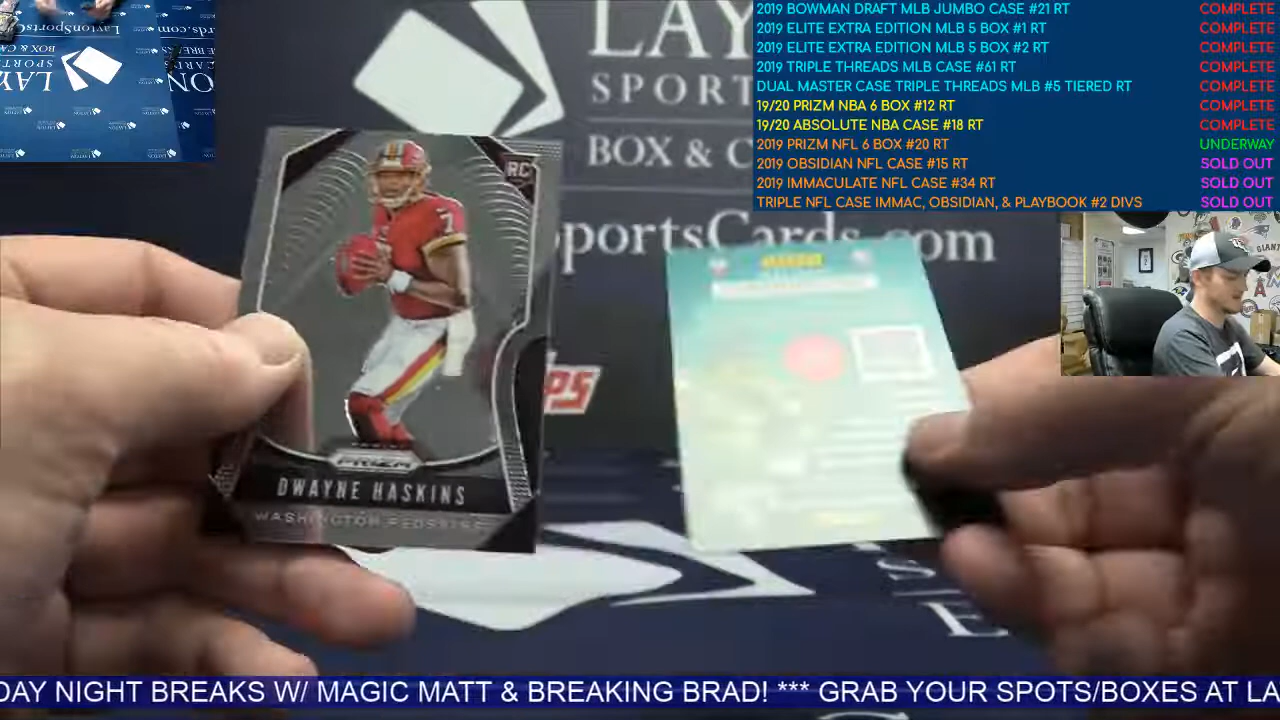 2019 BOWMAN DRAFT MLB JUMBO CASE #21 RT COMPLETE
2019 ELITE EXTRA EDITION MLB 5 BOX #1 RT COMPLETE
2019 ELITE EXTRA EDITION MLB 5 BOX #2 RT COMPLETE
2019 TRIPLE THREADS MLB CASE #61 RT COMPLETE
DUAL MASTER CASE TRIPLE THREADS MLB #5 TIERED RT COMPLETE
19/20 PRIZM NBA 6 BOX #12 RT COMPLETE
19/20 ABSOLUTE NBA CASE #18 RT COMPLETE
2019 PRIZM NFL 6 BOX #20 RT UNDERWAY
2019 OBSIDIAN NFL CASE #15 RT SOLD OUT
2019 IMMACULATE NFL CASE #34 RT SOLD OUT
TRIPLE NFL CASE IMMAC, OBSIDIAN, & PLAYBOOK #2 DIVS SOLD OUT
LAY
SPORT
BOX & C
portsCards.com
RC
7
PRIZM
DWAYNE HASKINS
WASHINGTON REDSKINS
DAY NIGHT BREAKS W/ MAGIC MATT & BREAKING BRAD! *** GRAB YOUR SPOTS/BOXES AT LA